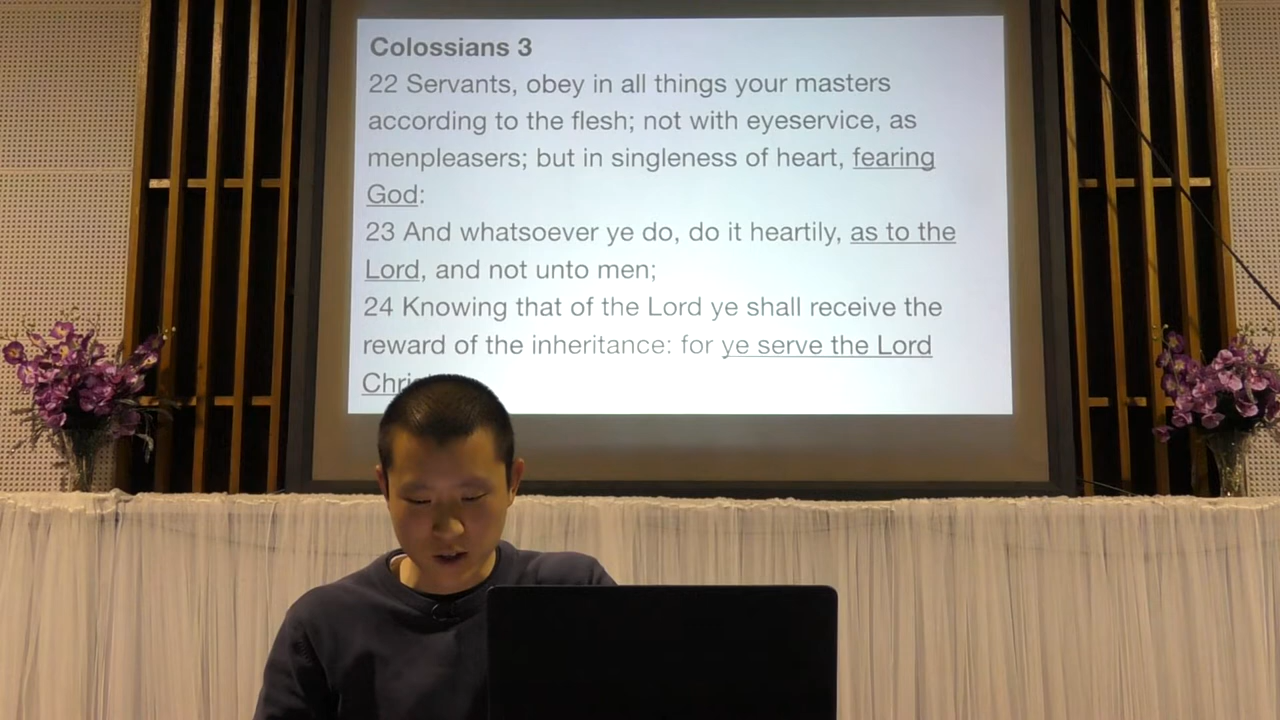 Colossians 3
22 Servants, obey in all things your masters
according to the flesh; not with eyeservice, as
menpleasers; but in singleness of heart, fearing
God:
23 And whatsoever ye do, do it heartily, as to the
Lord, and not unto men;
24 Knowing that of the Lord ye shall receive the
reward of the inheritance: for ye serve the Lord